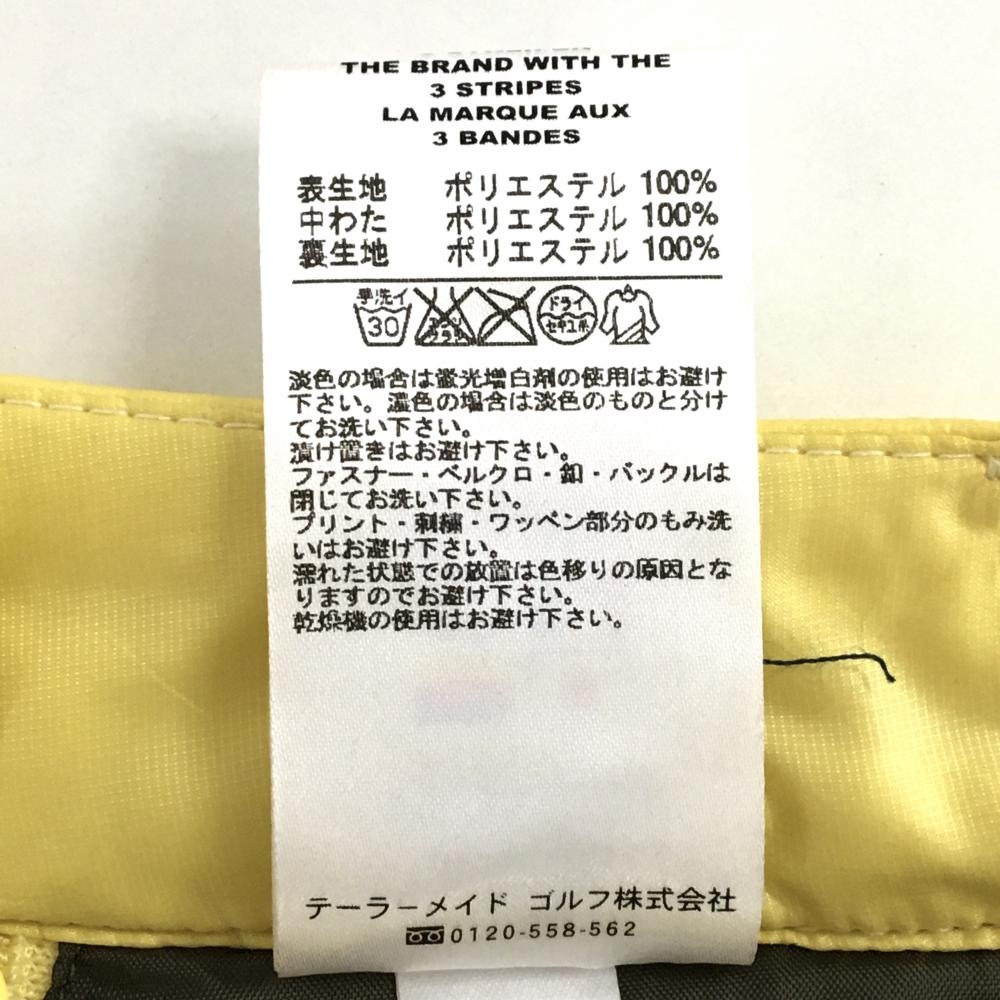 THE BRAND WITH THE
3 STRIPES
LA MARQUE AUX
3 BANDES
表生地 ポリエステル 100%
中わた ポリエステル 100%
裏生地 ポリエステル 100%
手洗イ 30 エンソサラシ ドライ セキユ系
淡色の場合は蛍光増白剤の使用はお避け
下さい。濃色の場合は淡色のものと分け
てお洗い下さい。
漬け置きはお避け下さい。
ファスナー・ベルクロ・釦・バックルは
閉じてお洗い下さい。
プリント・刺繍・ワッペン部分のもみ洗
いはお避け下さい。
濡れた状態での放置は色移りの原因とな
りますのでお避け下さい。
乾燥機の使用はお避け下さい。
テーラーメイド ゴルフ株式会社
0120-558-562